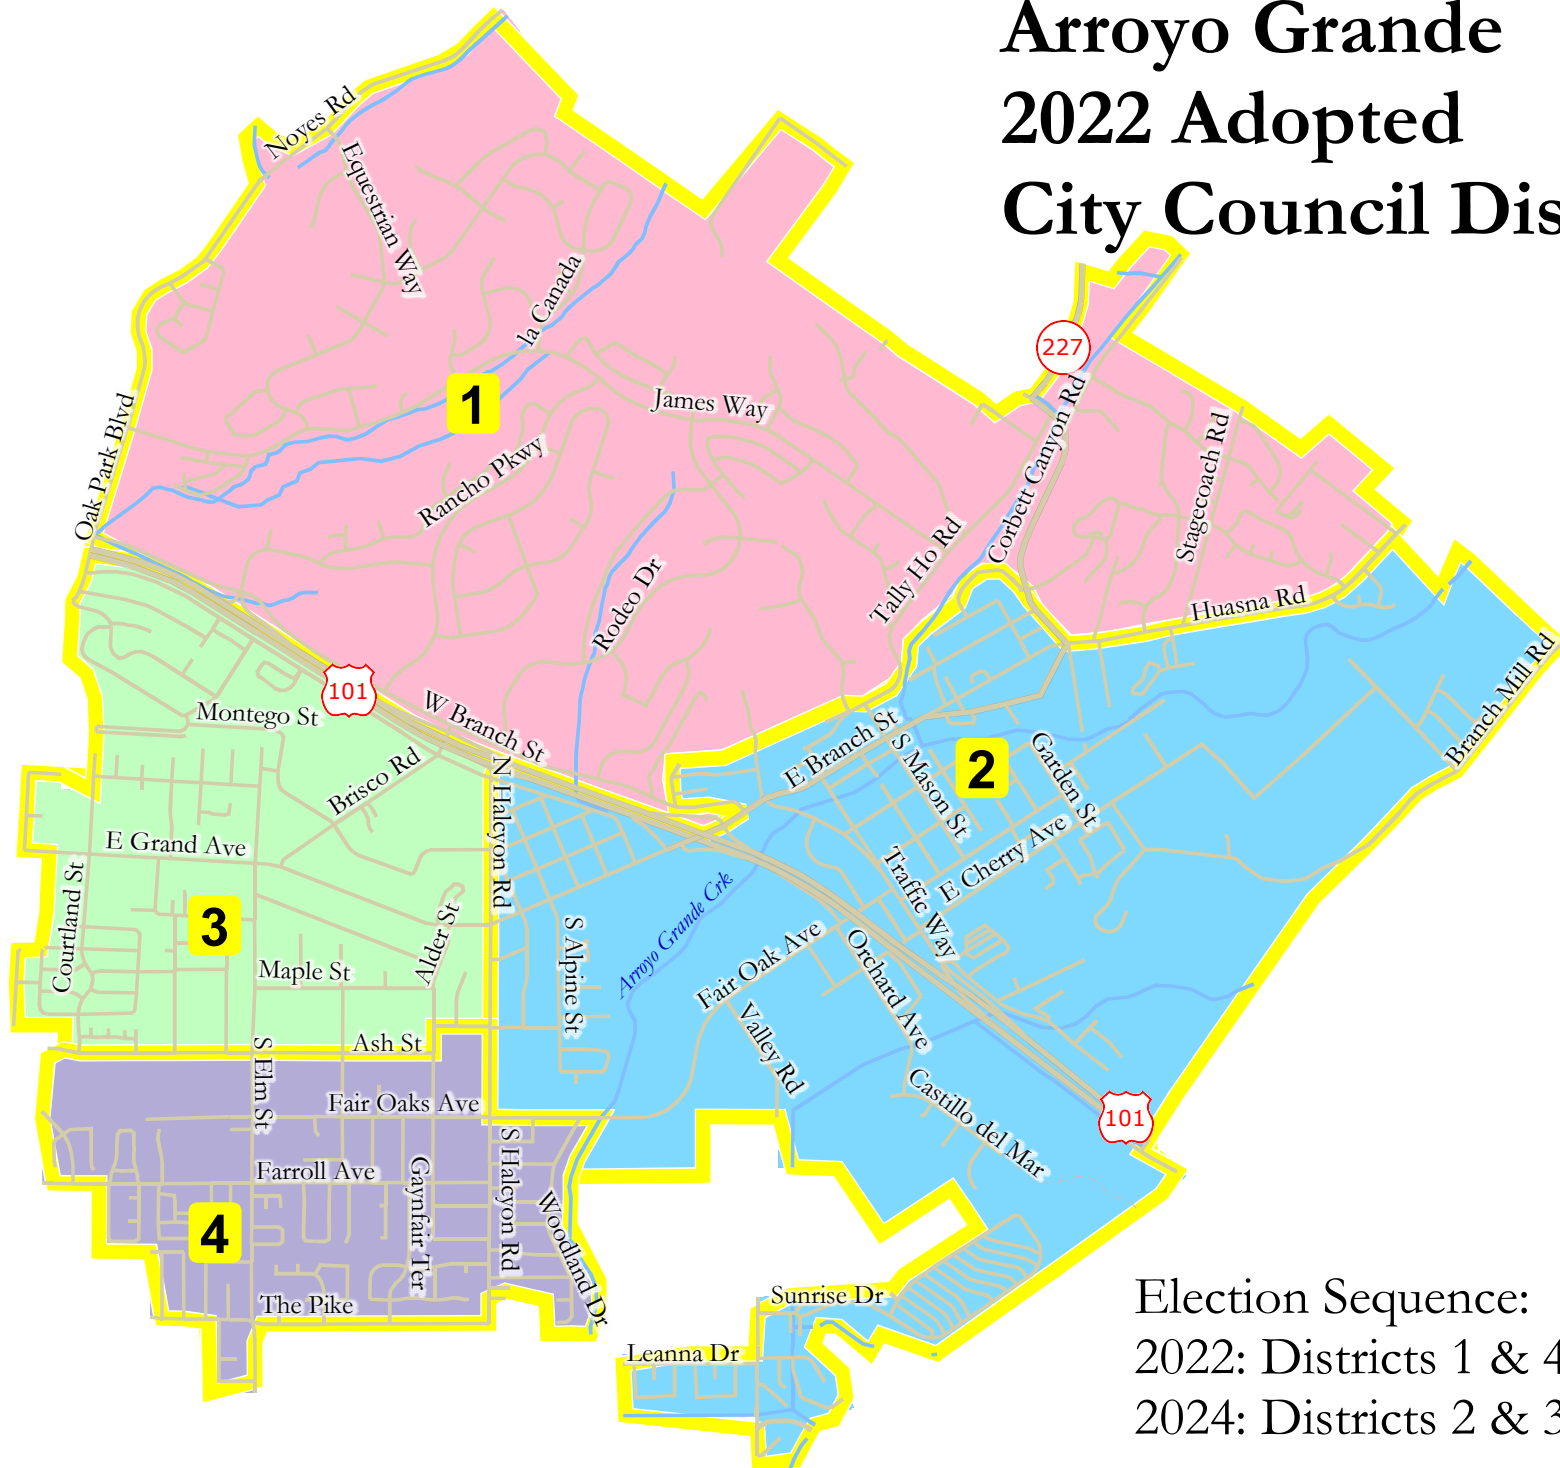 Arroyo Grande
2022 Adopted
City Council Dis
Noyes Rd
Equestrian Way
la Canada
227
Oak Park Blvd
1
James Way
Corbett Canyon Rd
Stagecoach Rd
Rancho Pkwy
Tally Ho Rd
Rodeo Dr
Huasna Rd
101
Montego St
W Branch St
Branch Mill Rd
E Branch St
S Mason St
2
Garden St
Brisco Rd
N Halcyon Rd
E Grand Ave
E Cherry Ave
Traffic Way
Courtland St
3
Alder St
S Alpine St
Arroyo Grande Crk
Fair Oak Ave
Orchard Ave
Maple St
Valley Rd
Ash St
S Elm St
Castillo del Mar
101
Fair Oaks Ave
Farroll Ave
Gaynfair Ter
S Halcyon Rd
Woodland Dr
4
The Pike
Sunrise Dr
Leanna Dr
Election Sequence:
2022: Districts 1 & 4
2024: Districts 2 & 3